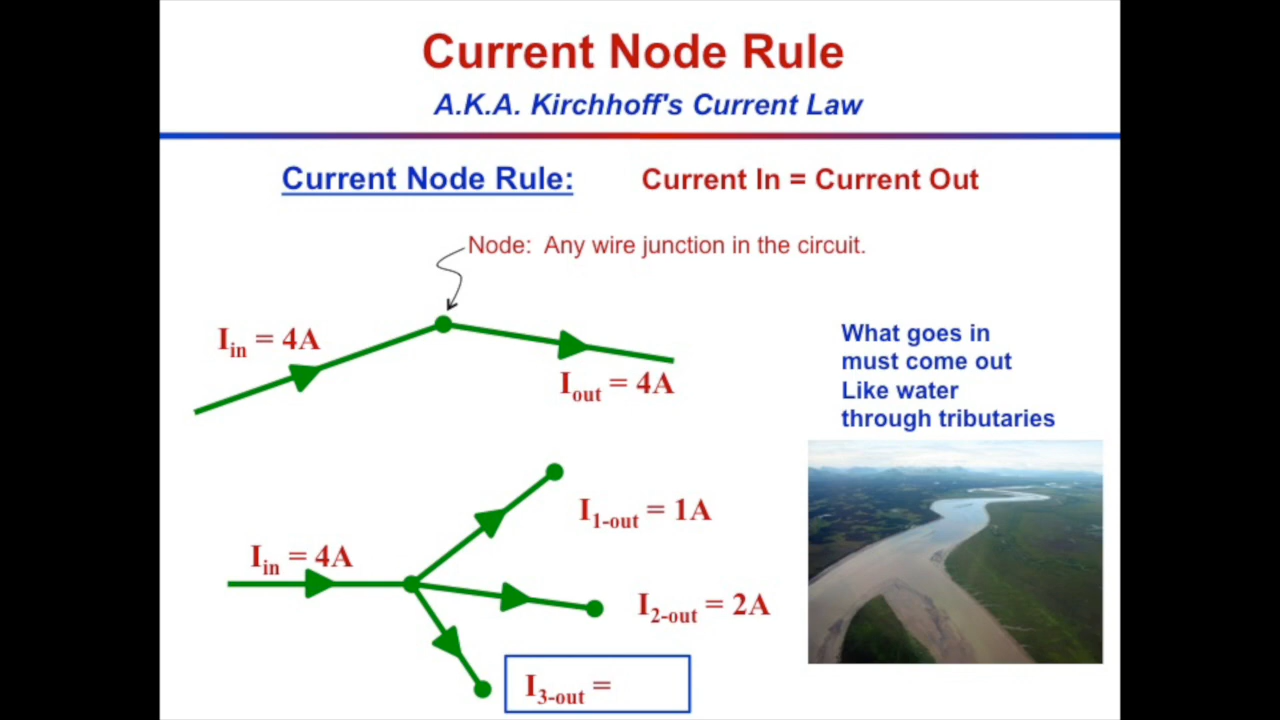 Current Node Rule
A.K.A. Kirchhoff's Current Law
Current Node Rule: Current In = Current Out
Node: Any wire junction in the circuit.
I_in = 4A
I_out = 4A
What goes in
must come out
Like water
through tributaries
I_in = 4A
I_1-out = 1A
I_2-out = 2A
I_3-out =